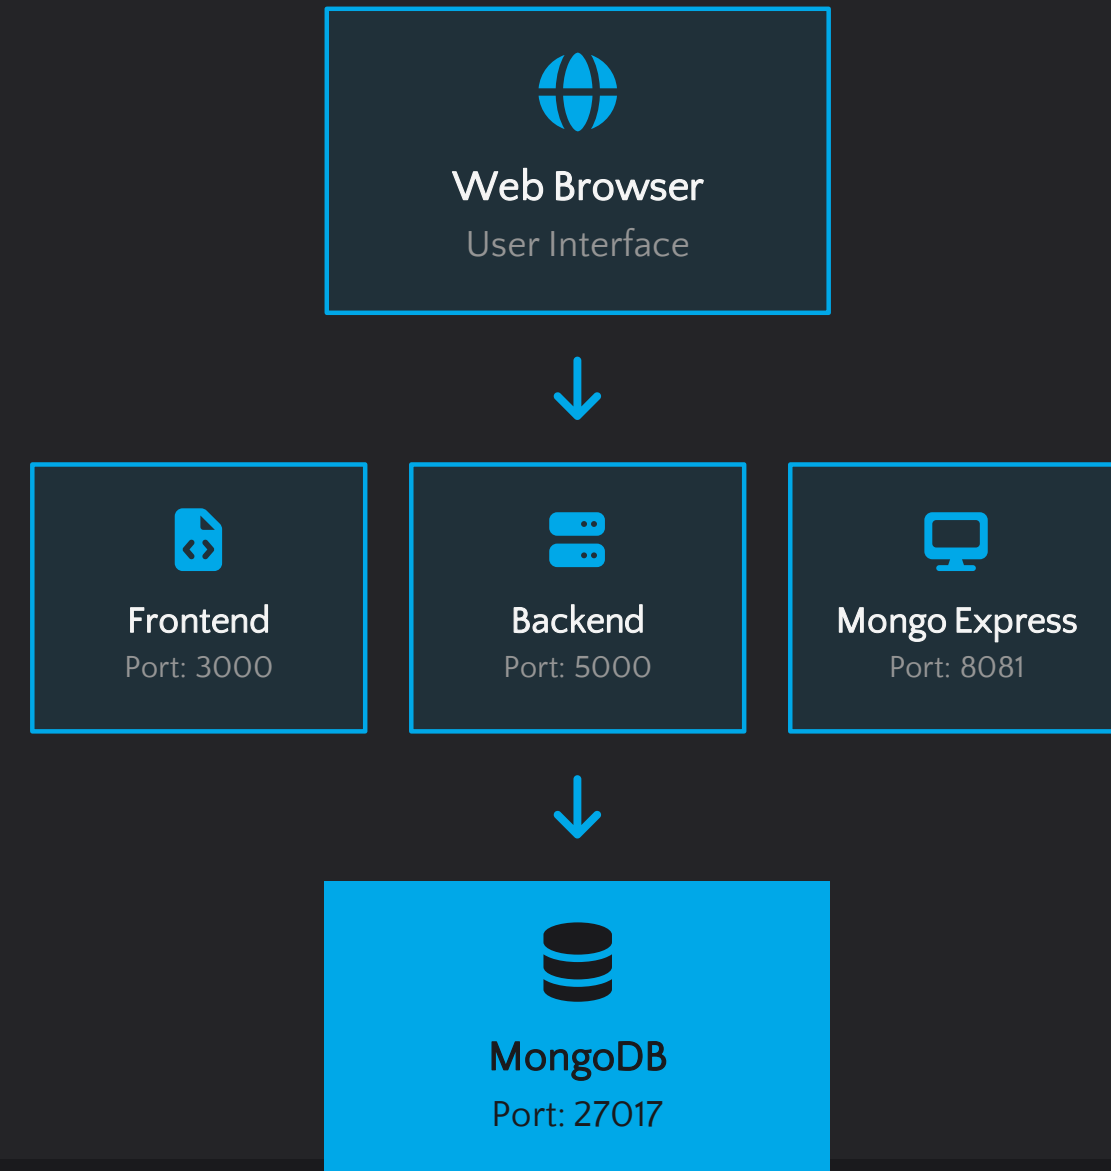 Web Browser
User Interface
Frontend
Port: 3000
Backend
Port: 5000
Mongo Express
Port: 8081
MongoDB
Port: 27017